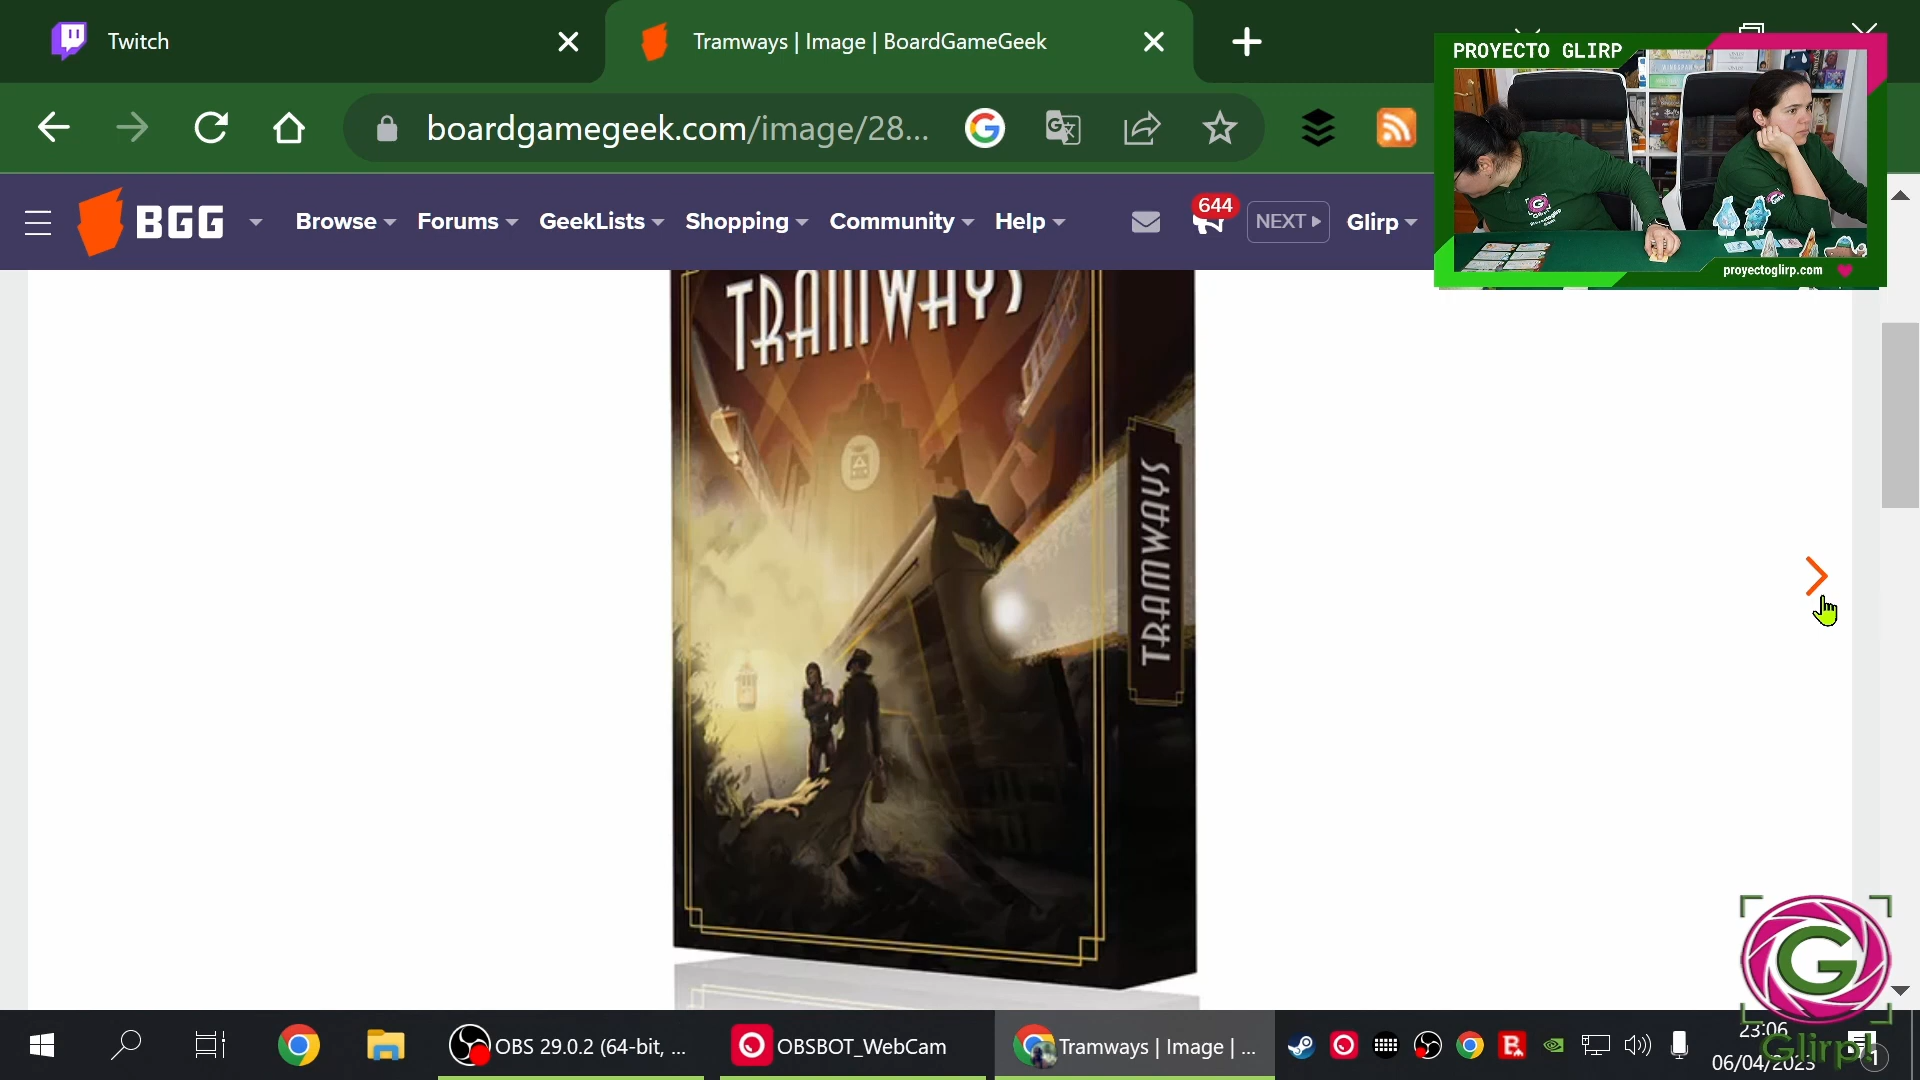 Twitch
Tramways | Image | BoardGameGeek
PROYECTO GLIRP
boardgamegeek.com/image/28...
BGG
Browse
Forums
GeekLists
Shopping
Community
Help
644
NEXT
Glirp
proyectoglirp.com
TRAMWAYS
TRAMWAYS
G
OBS 29.0.2 (64-bit, ...
OBSBOT_WebCam
Tramways | Image | ...
23:06
06/04/2023
Glirp!
1